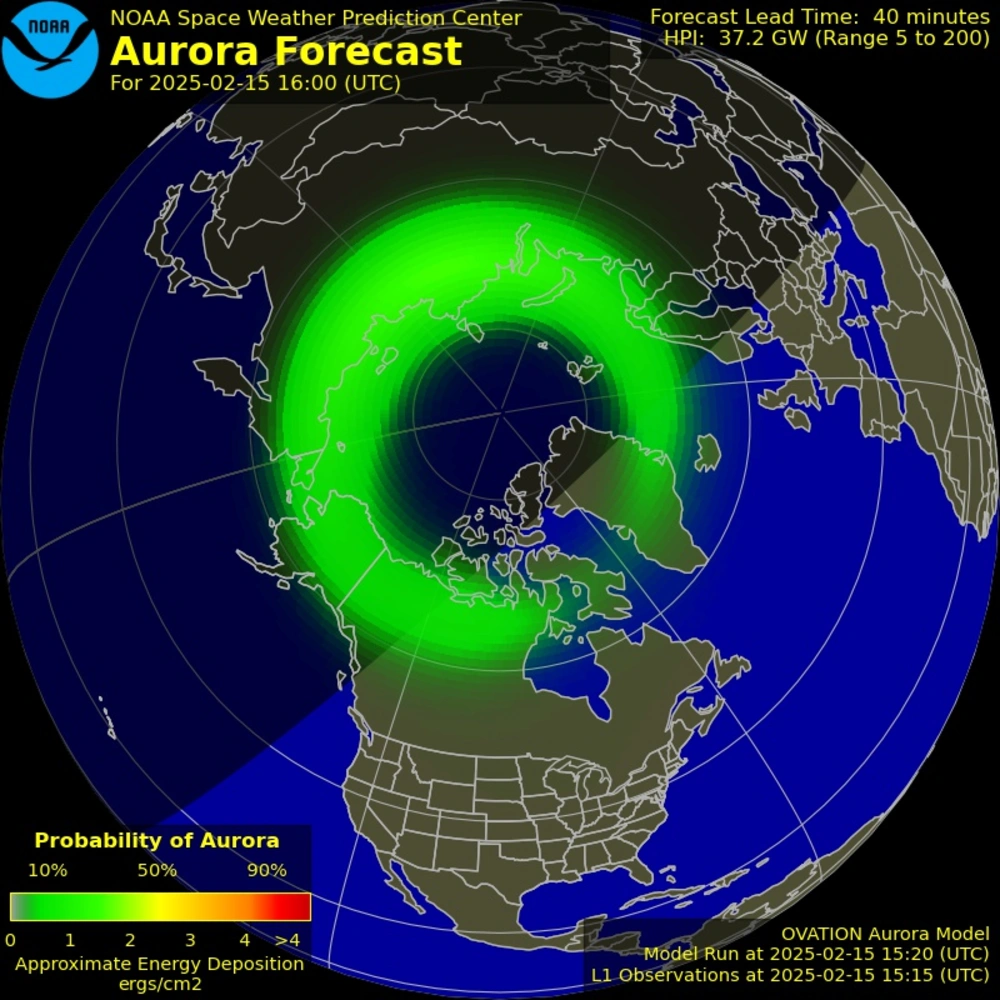 NOAA
NOAA Space Weather Prediction Center
Aurora Forecast
For 2025-02-15 16:00 (UTC)
Forecast Lead Time:  40 minutes
HPI:  37.2 GW (Range 5 to 200)
Probability of Aurora
10% 50% 90%
0 1 2 3 4 >4
Approximate Energy Deposition
ergs/cm2
OVATION Aurora Model
Model Run at 2025-02-15 15:20 (UTC)
L1 Observations at 2025-02-15 15:15 (UTC)